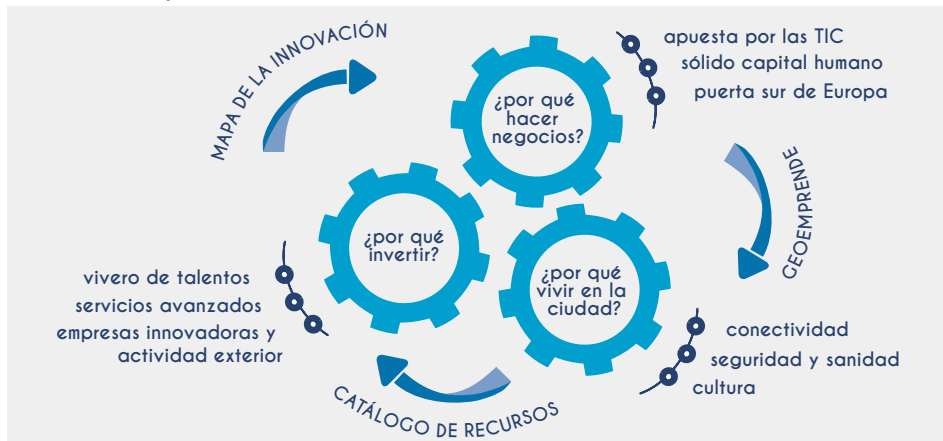 MAPA DE LA INNOVACIÓN
¿por qué
hacer
negocios?
apuesta por las TIC
sólido capital humano
puerta sur de Europa
GEOEMPRENDE
¿por qué
invertir?
vivero de talentos
servicios avanzados
empresas innovadoras y
actividad exterior
¿por qué
vivir en la
ciudad?
conectividad
seguridad y sanidad
cultura
CATÁLOGO DE RECURSOS